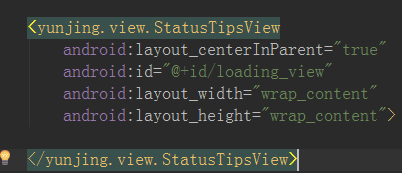 <yunjing.view.StatusTipsView
android:layout_centerInParent="true"
android:id="@+id/loading_view"
android:layout_width="wrap_content"
android:layout_height="wrap_content">
</yunjing.view.StatusTipsView>